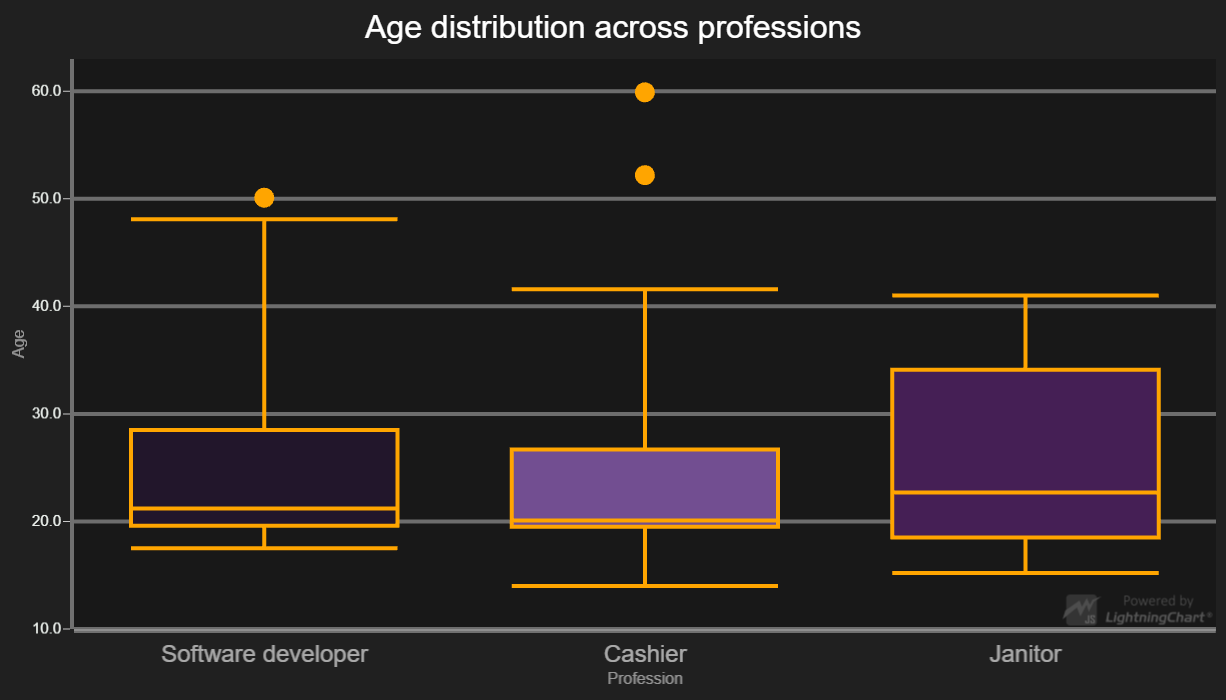 Age distribution across professions
60.0
50.0
40.0
30.0
20.0
10.0
Age
Software developer
Cashier
Janitor
Profession
Powered by
LightningChart®
JS